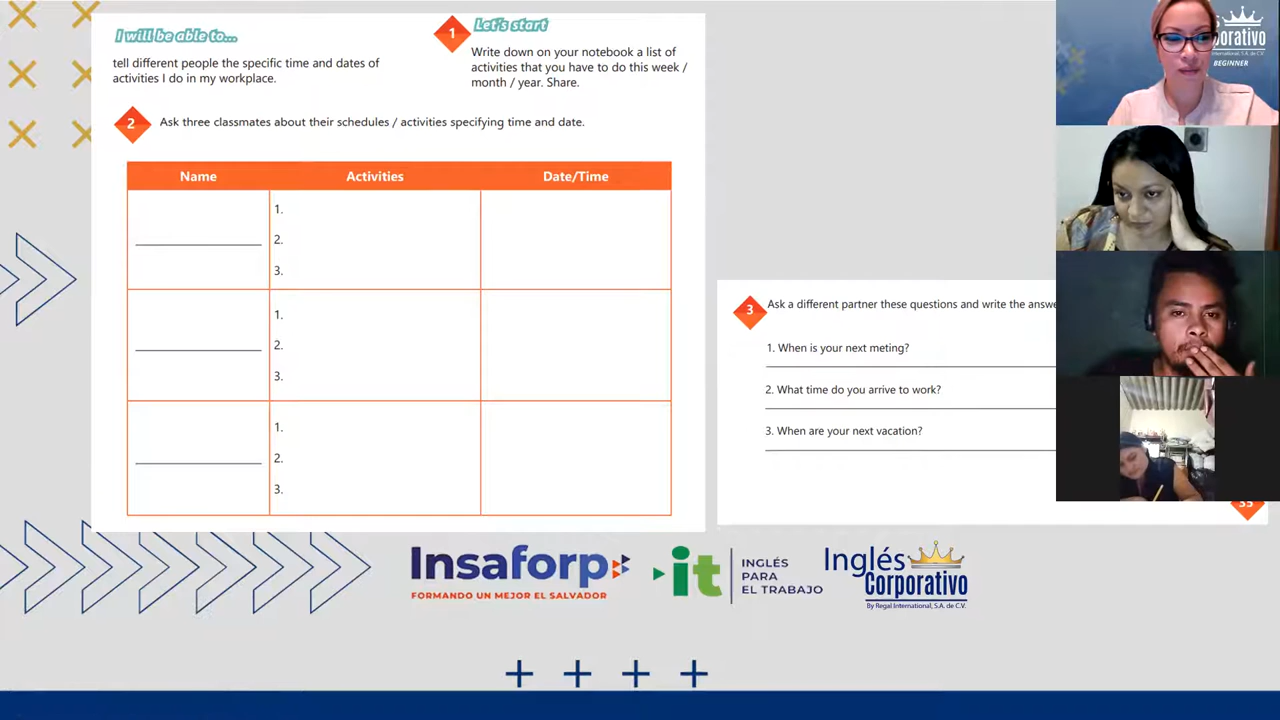 I will be able to...
tell different people the specific time and dates of
activities I do in my workplace.
1
Let's start
Write down on your notebook a list of
activities that you have to do this week /
month / year. Share.
2
Ask three classmates about their schedules / activities specifying time and date.
Name Activities Date/Time
1.
2.
3.
1.
2.
3.
1.
2.
3.
3
Ask a different partner these questions and write the
1. When is your next meting?
2. What time do you arrive to work?
3. When are your next vacation?
Insaforp
FORMANDO UN MEJOR EL SALVADOR
it
INGLÉS
PARA
EL TRABAJO
Inglés
Corporativo
By Regal International, S.A. de C.V.
BEGINNER